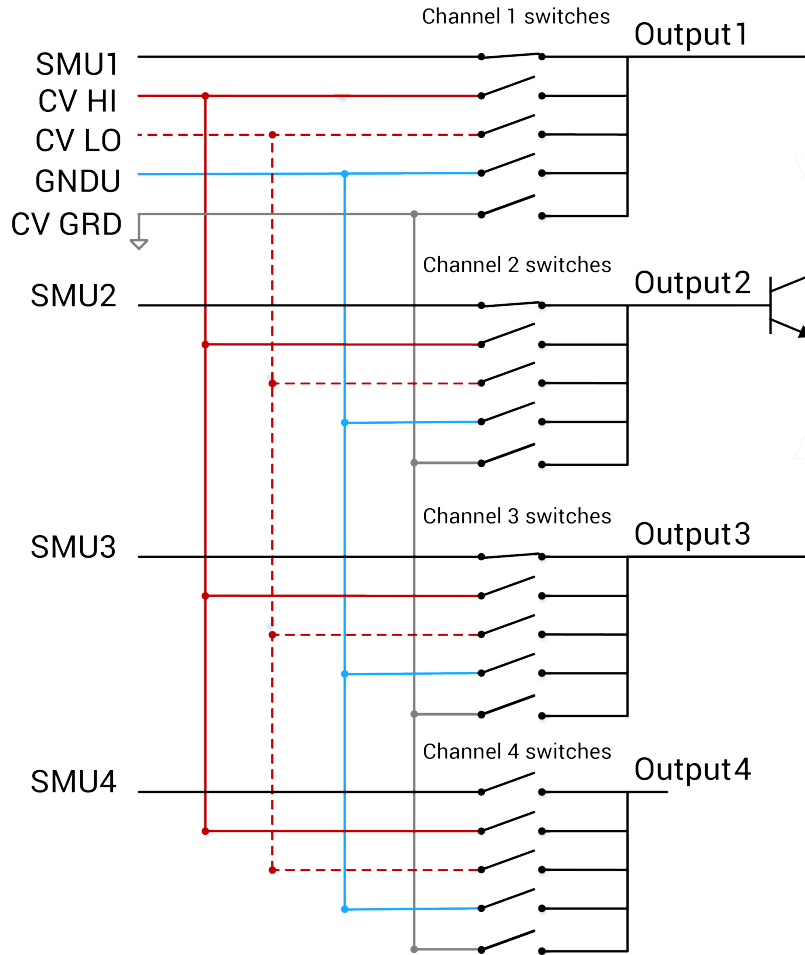 Channel 1 switches
Output1
SMU1
CV HI
CV LO
GNDU
CV GRD
Channel 2 switches
Output2
SMU2
Channel 3 switches
Output3
SMU3
Channel 4 switches
Output4
SMU4